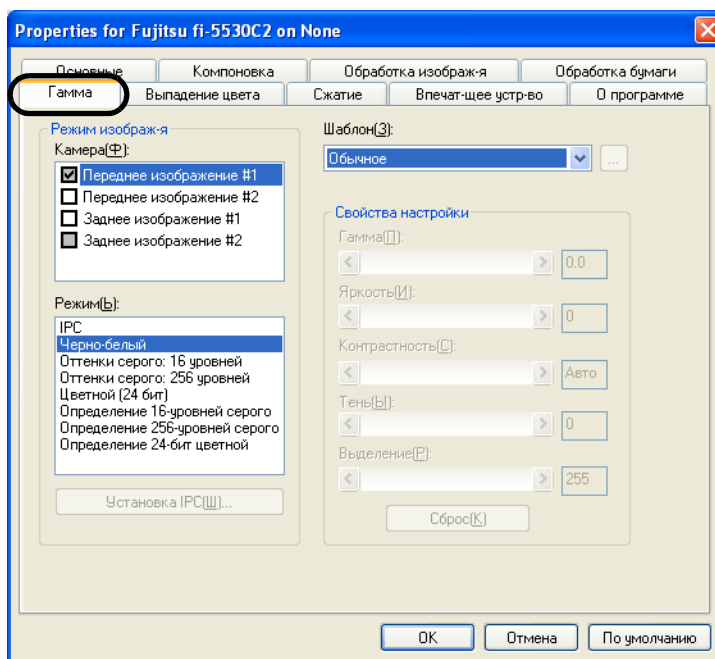 Properties for Fujitsu fi-5530C2 on None
Основные Компоновка Обработка изображ-я Обработка бумаги
Гамма Выпадение цвета Сжатие Впечат-щее устр-во О программе
Режим изображ-я
Камера(Ф):
Переднее изображение #1
Переднее изображение #2
Заднее изображение #1
Заднее изображение #2
Режим(Ь):
IPC
Черно-белый
Оттенки серого: 16 уровней
Оттенки серого: 256 уровней
Цветной (24 бит)
Определение 16-уровней серого
Определение 256-уровней серого
Определение 24-бит цветной
Установка IPC(Ш)...
Шаблон(З):
Обычное ...
Свойства настройки
Гамма(П):
0.0
Яркость(И):
0
Контрастность(С):
Авто
Тень(Ы):
0
Выделение(Р):
255
Сброс(К)
OK Отмена По умолчанию